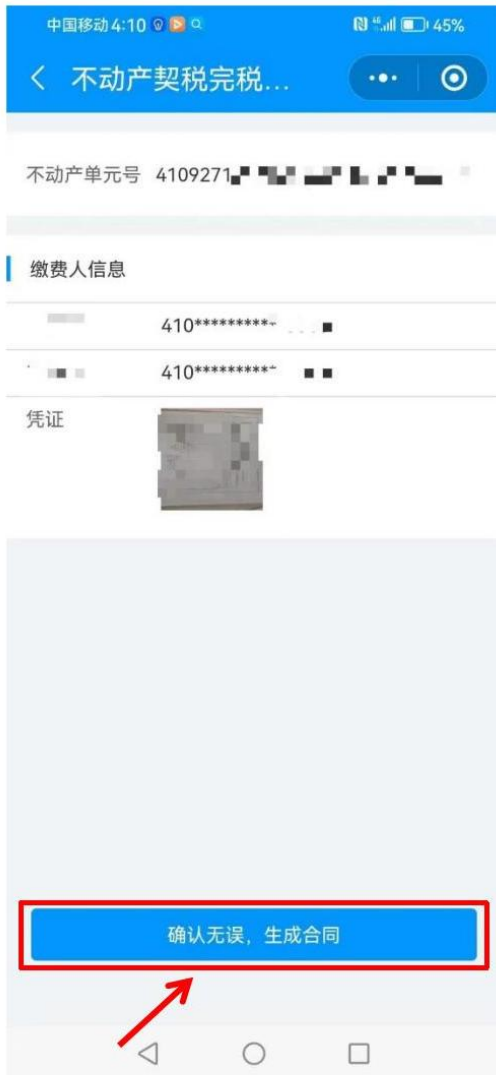 中国移动 4:10 45%
不动产契税完税...
不动产单元号 4109271
缴费人信息
410*********
410*********
凭证
确认无误，生成合同